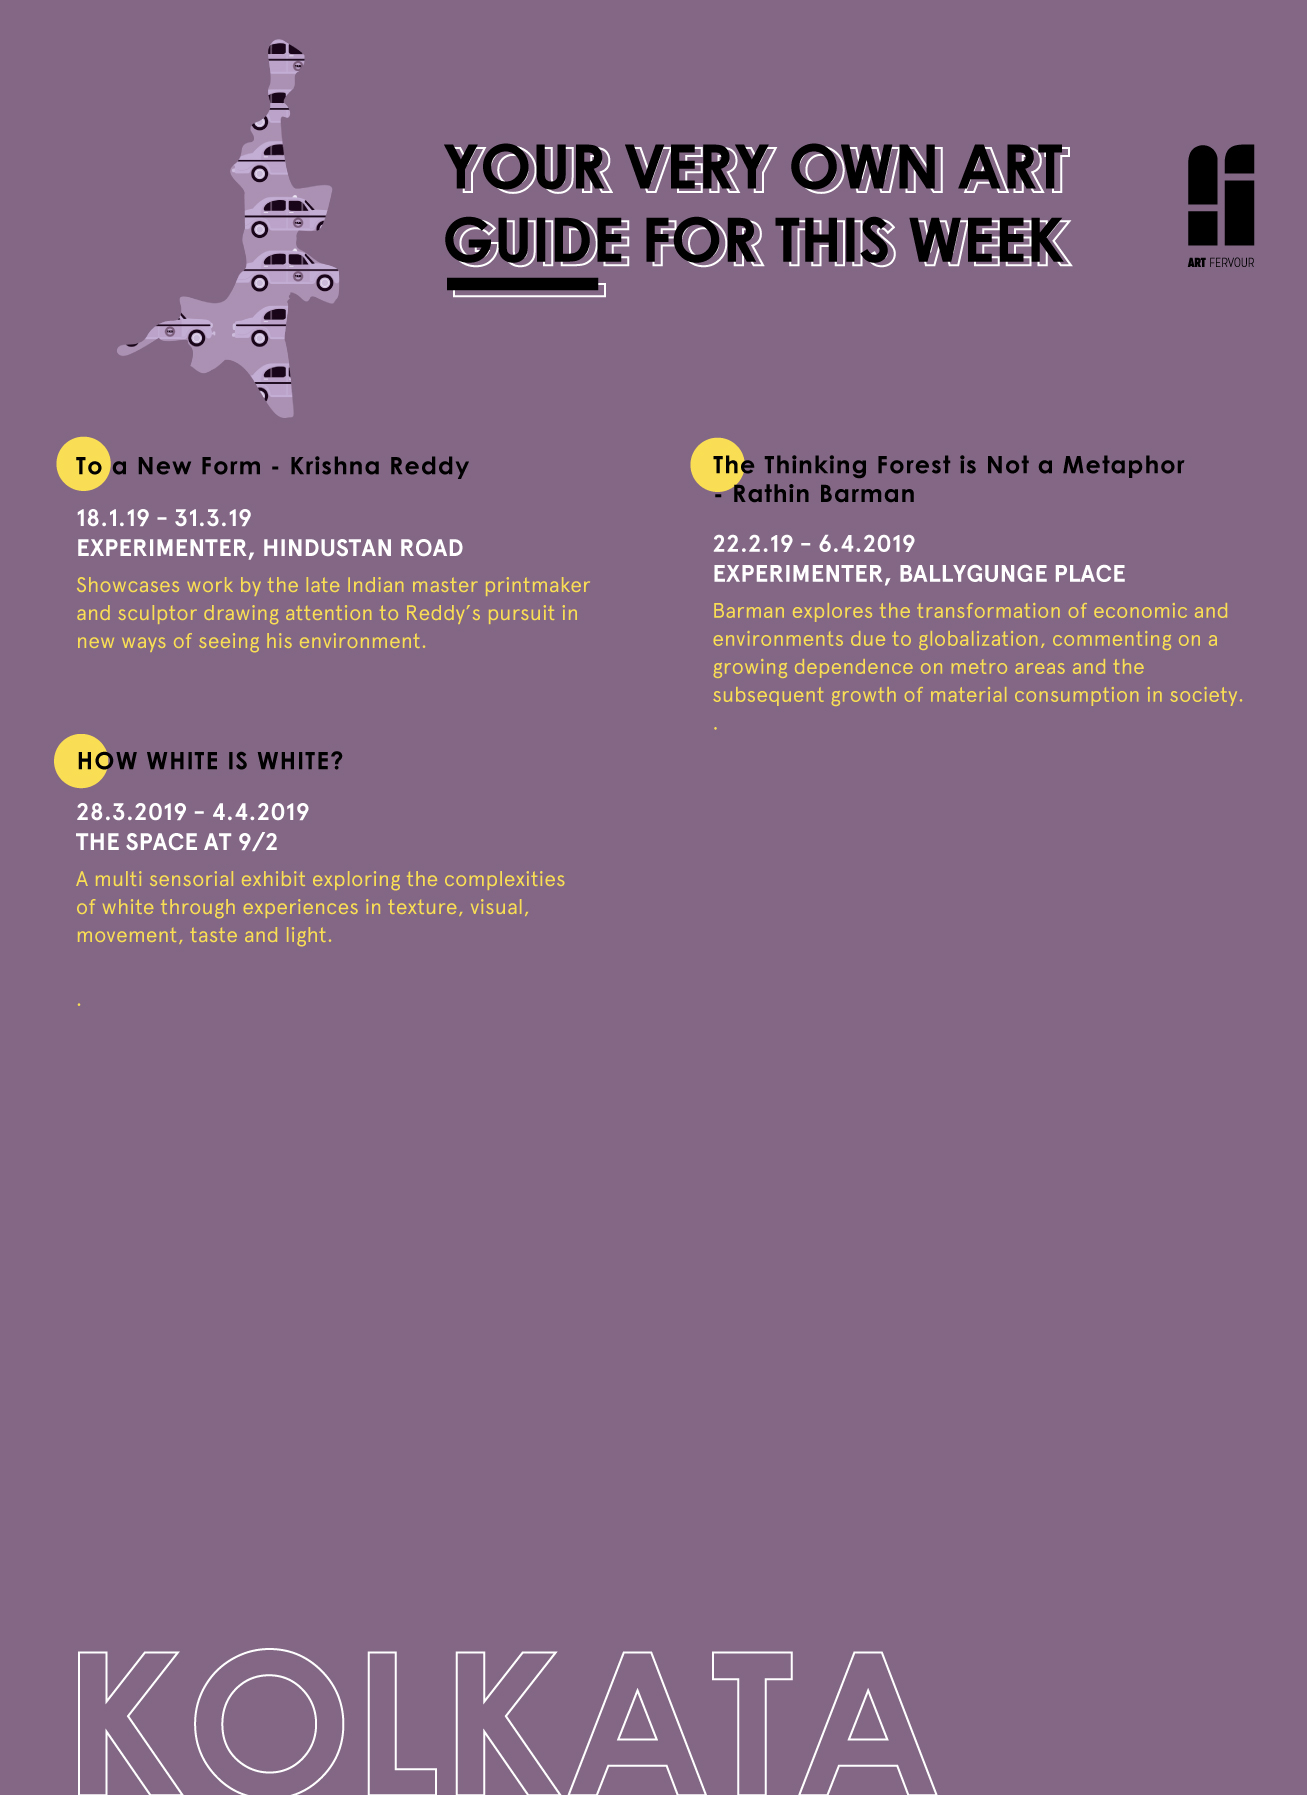 YOUR VERY OWN ART
GUIDE FOR THIS WEEK
ART FERVOUR
To a New Form - Krishna Reddy
18.1.19 – 31.3.19
EXPERIMENTER, HINDUSTAN ROAD
Showcases work by the late Indian master printmaker
and sculptor drawing attention to Reddy’s pursuit in
new ways of seeing his environment.
HOW WHITE IS WHITE?
28.3.2019 – 4.4.2019
THE SPACE AT 9/2
A multi sensorial exhibit exploring the complexities
of white through experiences in texture, visual,
movement, taste and light.
.
The Thinking Forest is Not a Metaphor
- Rathin Barman
22.2.19 – 6.4.2019
EXPERIMENTER, BALLYGUNGE PLACE
Barman explores the transformation of economic and
environments due to globalization, commenting on a
growing dependence on metro areas and the
subsequent growth of material consumption in society.
.
KOLKATA